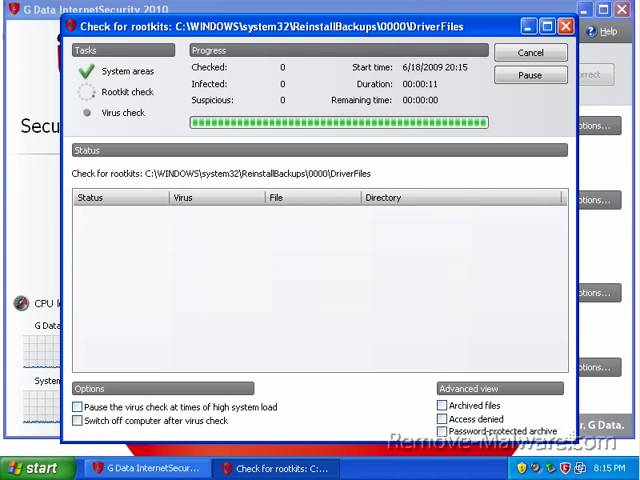 G Data InternetSecurity 2010
Check for rootkits: C:\WINDOWS\system32\ReinstallBackups\0000\DriverFiles
Help
Tasks
Progress
Cancel
System areas
Checked: 0
Start time: 6/18/2009 20:15
Rootkit check
Infected: 0
Duration: 00:00:11
Pause
Virus check
Suspicious: 0
Remaining time: 00:00:00
Secu
ptions...
Status
Check for rootkits: C:\WINDOWS\system32\ReinstallBackups\0000\DriverFiles
Status Virus File Directory
ptions...
CPU l
ptions...
G Data
ptions...
System
Options
Advanced view
Pause the virus check at times of high system load
Archived files
Switch off computer after virus check
Access denied
Password-protected archive
r. G Data.
Remove-Malware.com
start
G Data InternetSecur...
Check for rootkits: C:...
8:15 PM